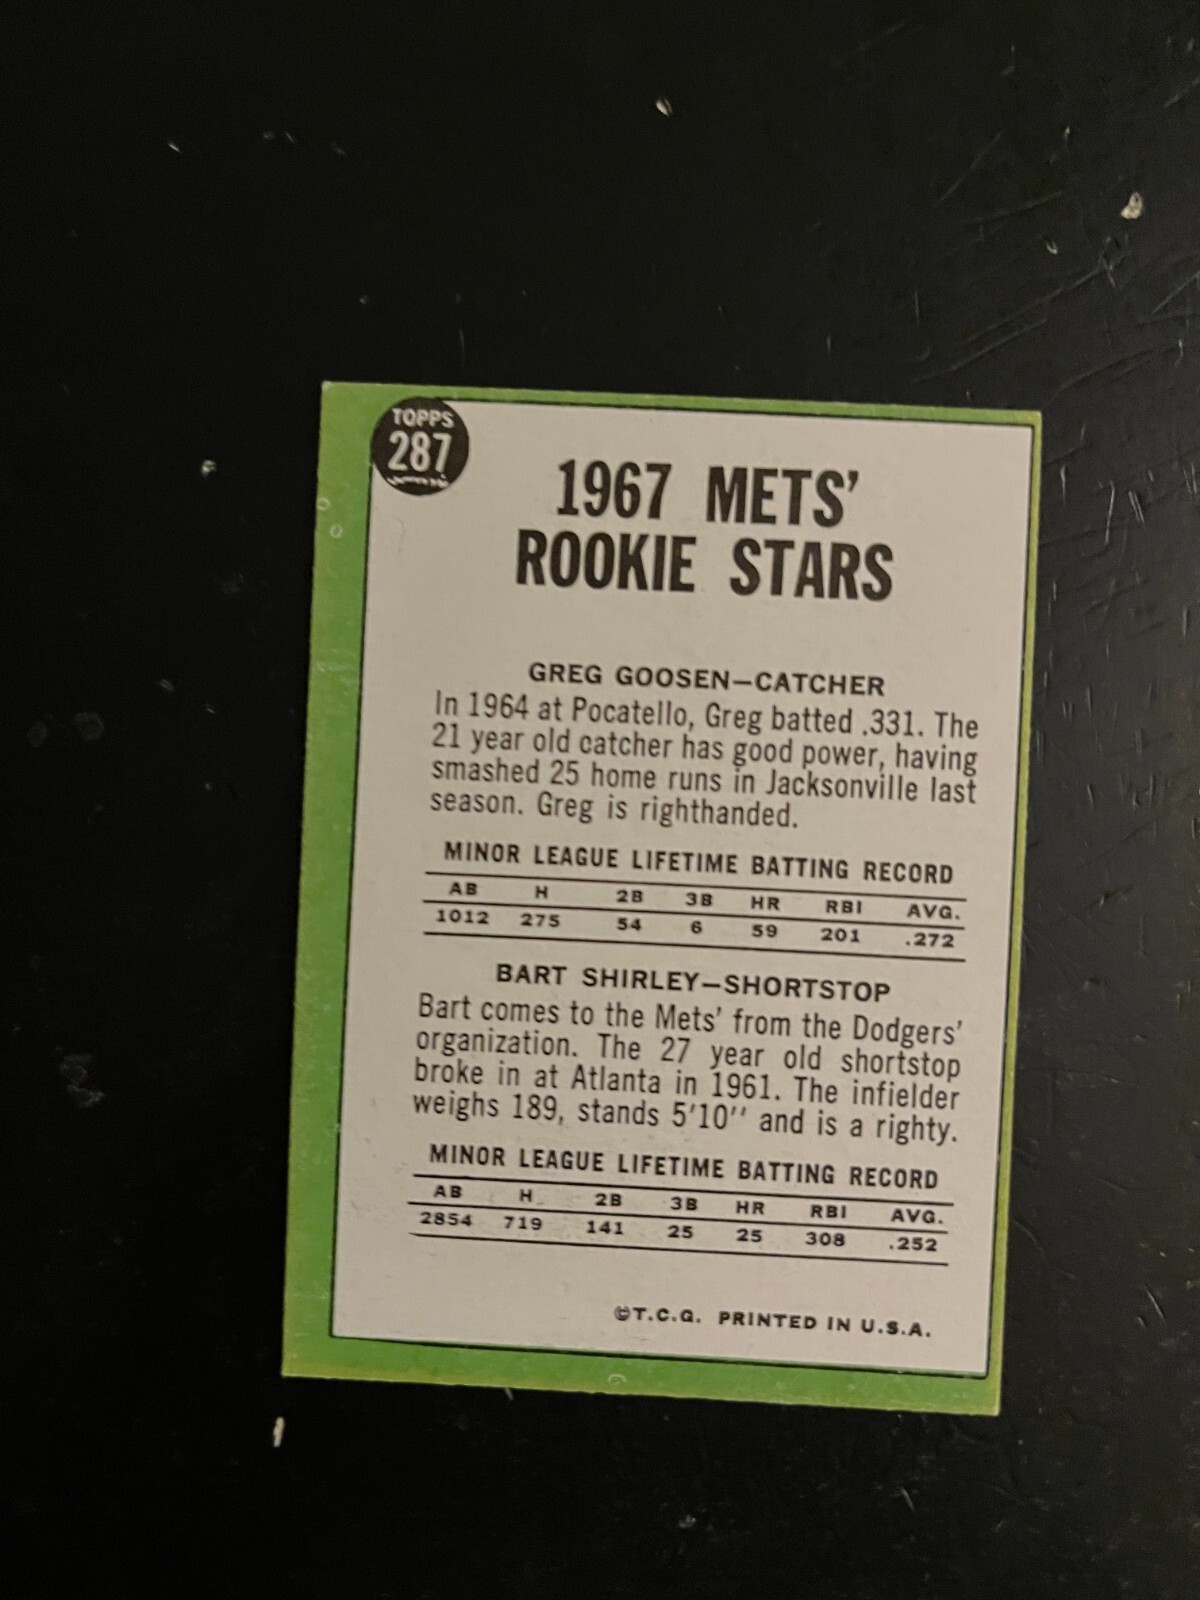 TOPPS
287
1967 METS'
ROOKIE STARS
GREG GOOSEN—CATCHER
In 1964 at Pocatello, Greg batted .331. The
21 year old catcher has good power, having
smashed 25 home runs in Jacksonville last
season. Greg is righthanded.
MINOR LEAGUE LIFETIME BATTING RECORD
AB H 2B 3B HR RBI AVG.
1012 275 54 6 59 201 .272
BART SHIRLEY—SHORTSTOP
Bart comes to the Mets' from the Dodgers'
organization. The 27 year old shortstop
broke in at Atlanta in 1961. The infielder
weighs 189, stands 5'10" and is a righty.
MINOR LEAGUE LIFETIME BATTING RECORD
AB H 2B 3B HR RBI AVG.
2854 719 141 25 25 308 .252
©T.C.G. PRINTED IN U.S.A.